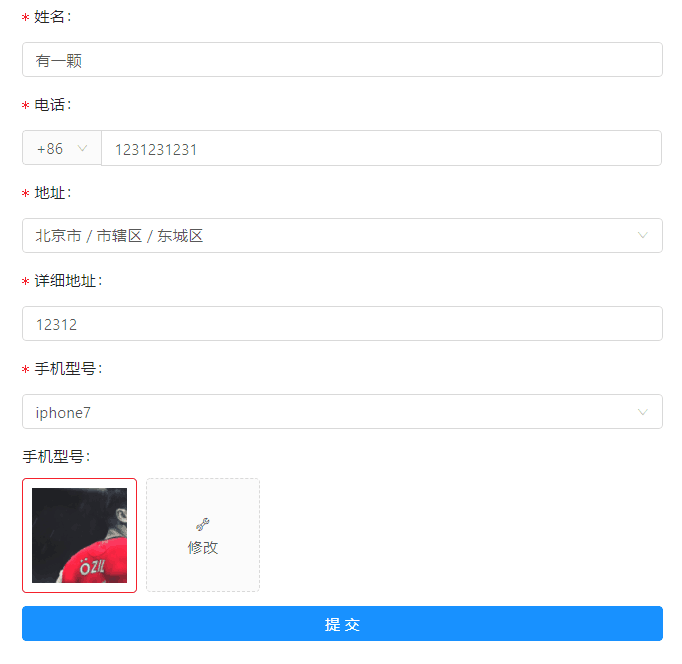 * 姓名:
有一颗
* 电话:
+86 1231231231
* 地址:
北京市 / 市辖区 / 东城区
* 详细地址:
12312
* 手机型号:
iphone7
手机型号:
ÖZIL
修改
提 交